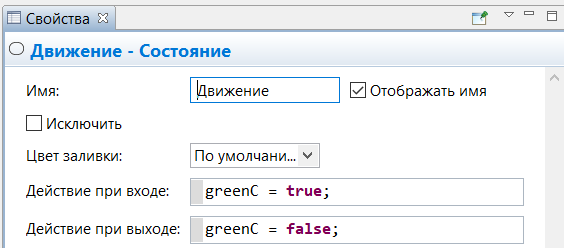 Свойства
Движение - Состояние
Имя: Движение Отображать имя
Исключить
Цвет заливки: По умолчани...
Действие при входе: greenC = true;
Действие при выходе: greenC = false;